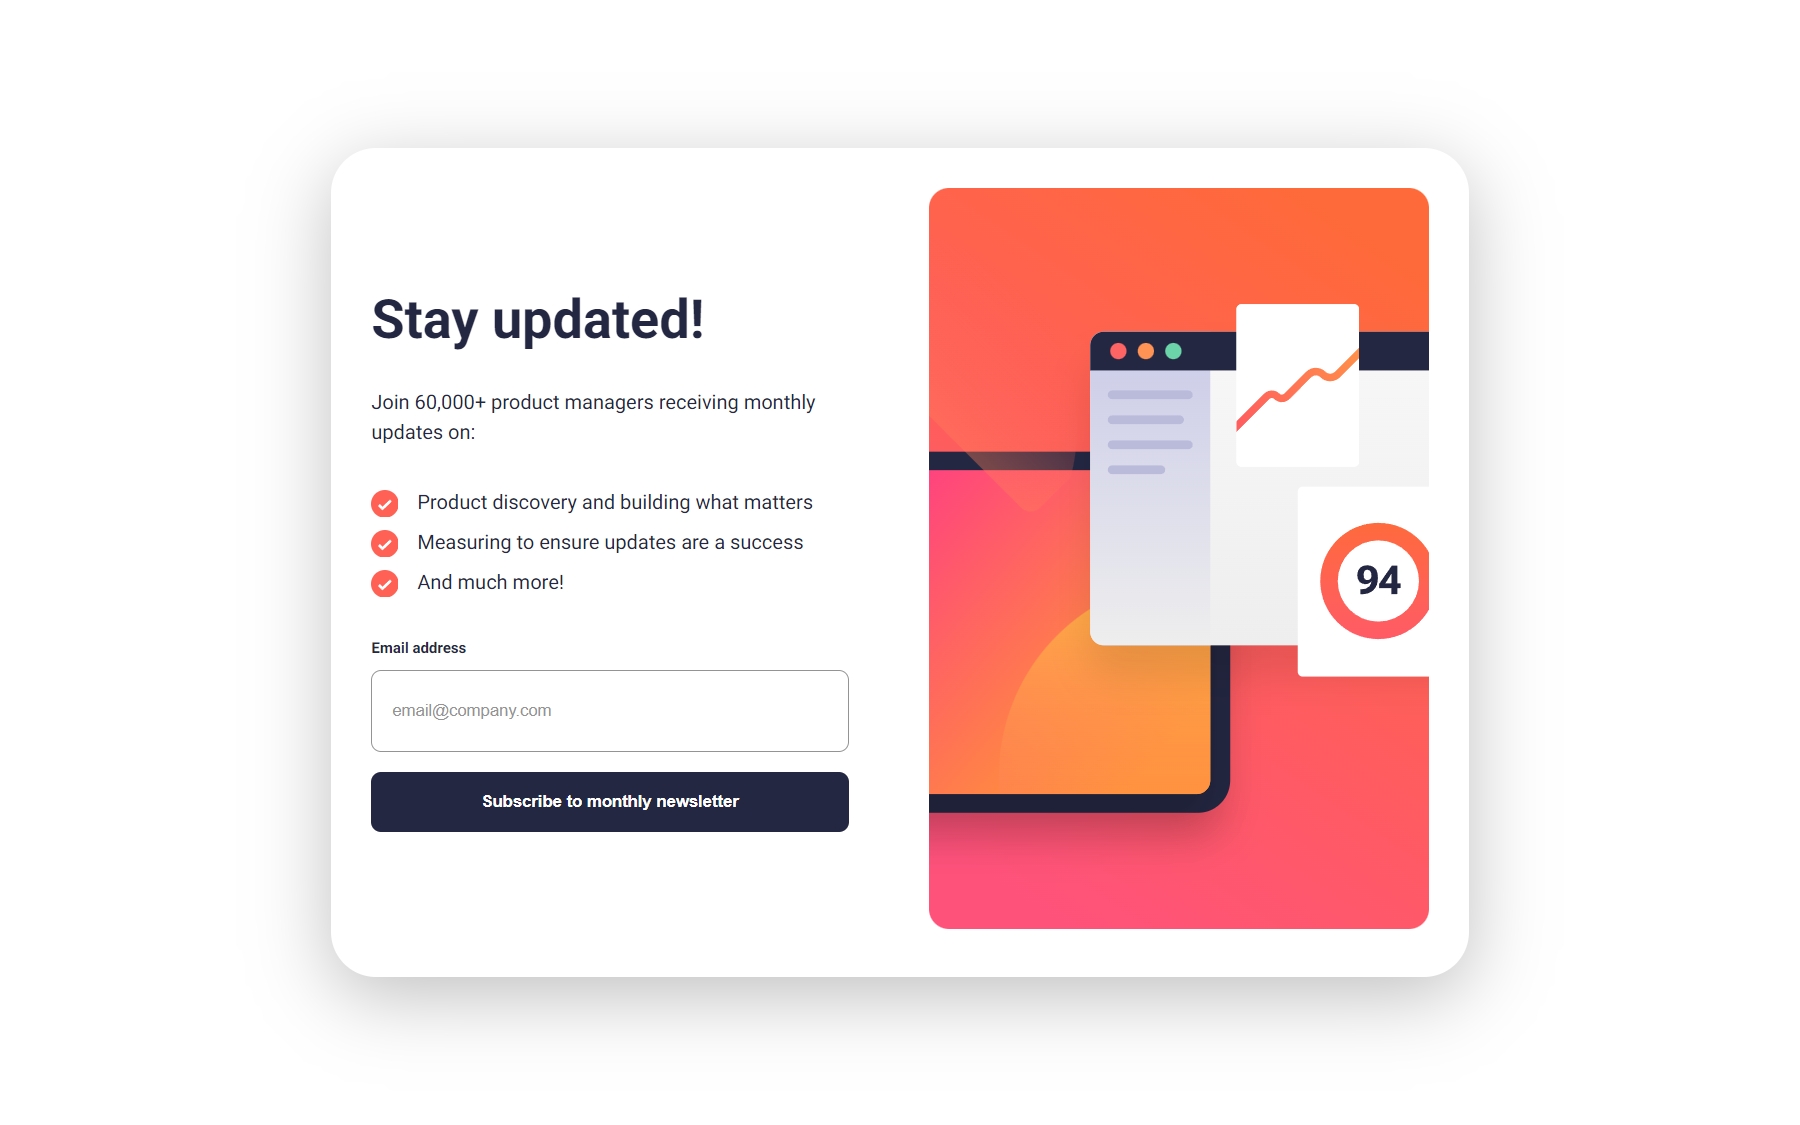 Stay updated!
Join 60,000+ product managers receiving monthly
updates on:
Product discovery and building what matters
Measuring to ensure updates are a success
And much more!
Email address
email@company.com
Subscribe to monthly newsletter
94